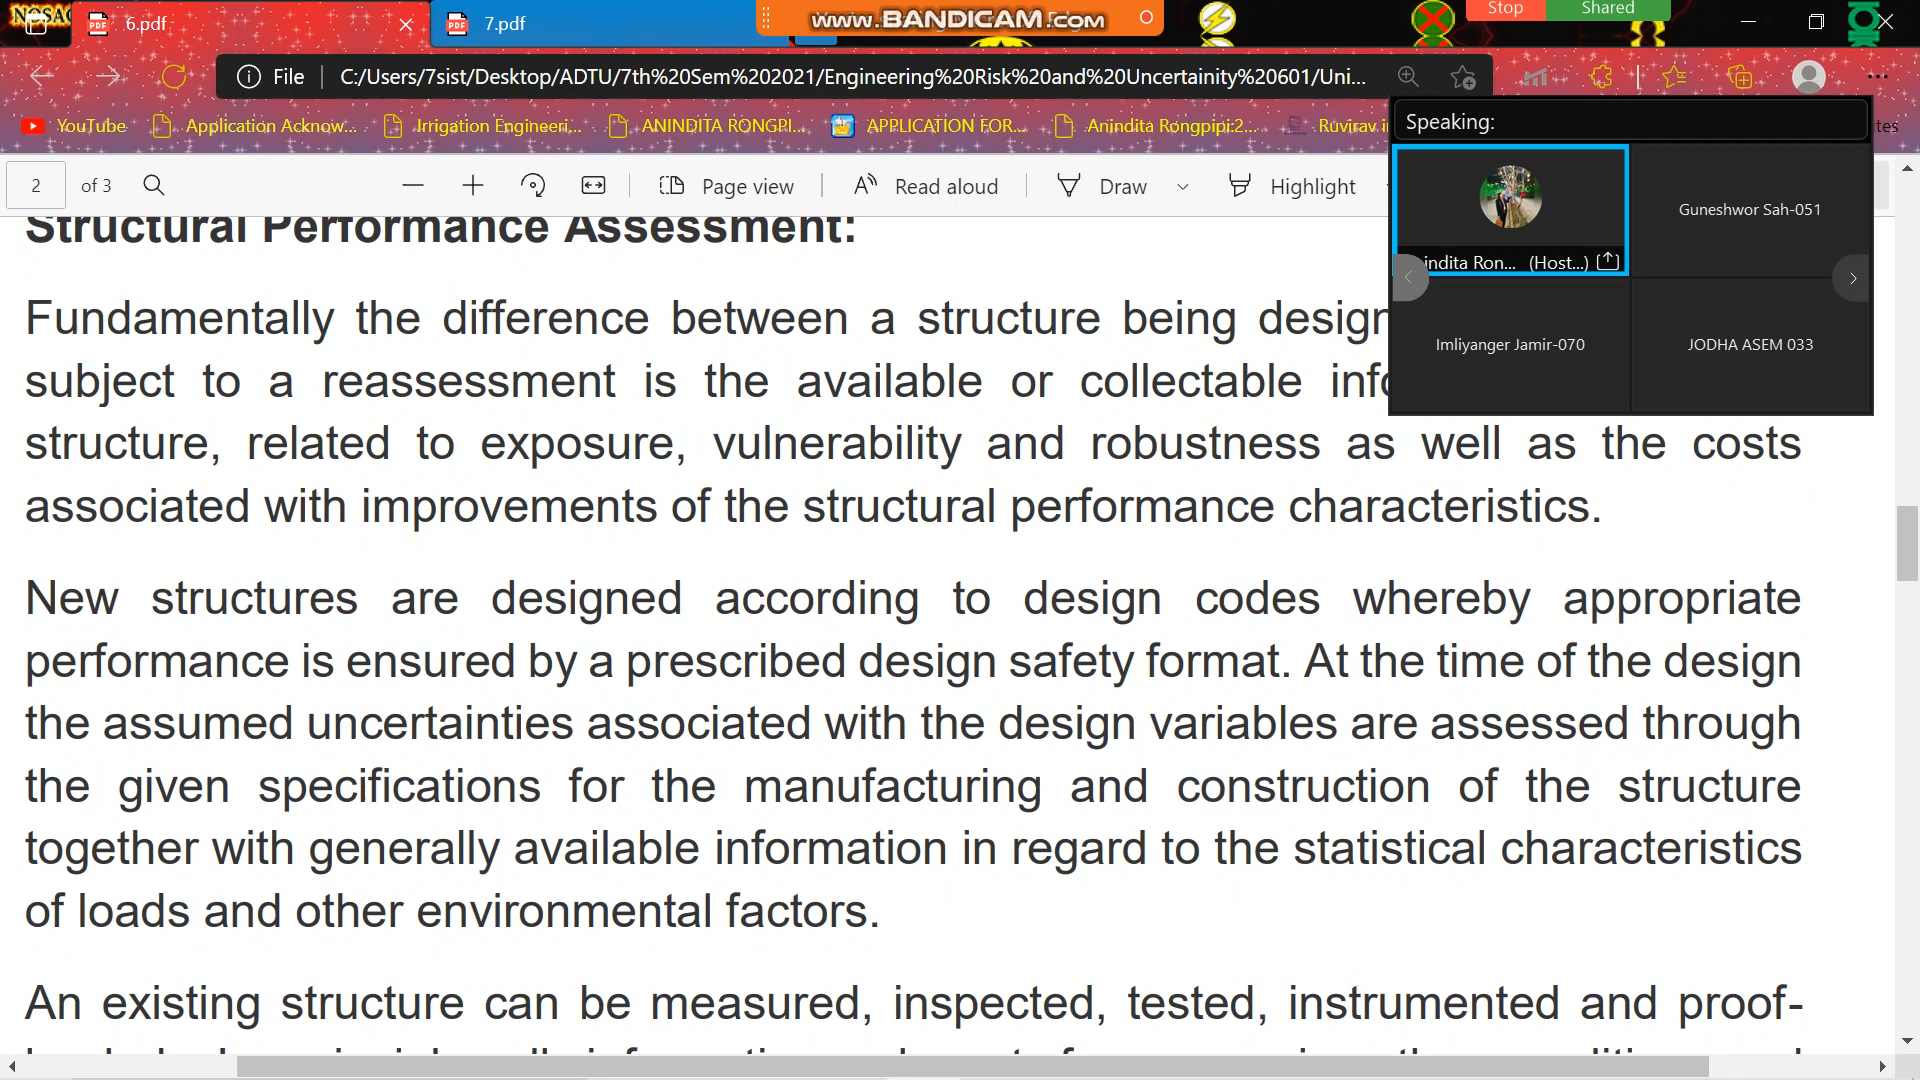 6.pdf
7.pdf
www.BANDICAM.com
Stop
Shared
File
C:/Users/7sist/Desktop/ADTU/7th%20Sem%202021/Engineering%20Risk%20and%20Uncertainity%20601/Uni...
YouTube
Application Acknow...
Irrigation Engineeri...
ANINDITA RONGPI...
APPLICATION FOR...
Anindita Rongpipi:2...
Ruvirav
Speaking:
2
of 3
Page view
Read aloud
Draw
Highlight
Guneshwor Sah-051
indita Ron... (Host...)
Imliyanger Jamir-070
JODHA ASEM 033
Structural Performance Assessment:
Fundamentally the difference between a structure being design
subject to a reassessment is the available or collectable info
structure, related to exposure, vulnerability and robustness as well as the costs
associated with improvements of the structural performance characteristics.
New structures are designed according to design codes whereby appropriate
performance is ensured by a prescribed design safety format. At the time of the design
the assumed uncertainties associated with the design variables are assessed through
the given specifications for the manufacturing and construction of the structure
together with generally available information in regard to the statistical characteristics
of loads and other environmental factors.
An existing structure can be measured, inspected, tested, instrumented and proof-